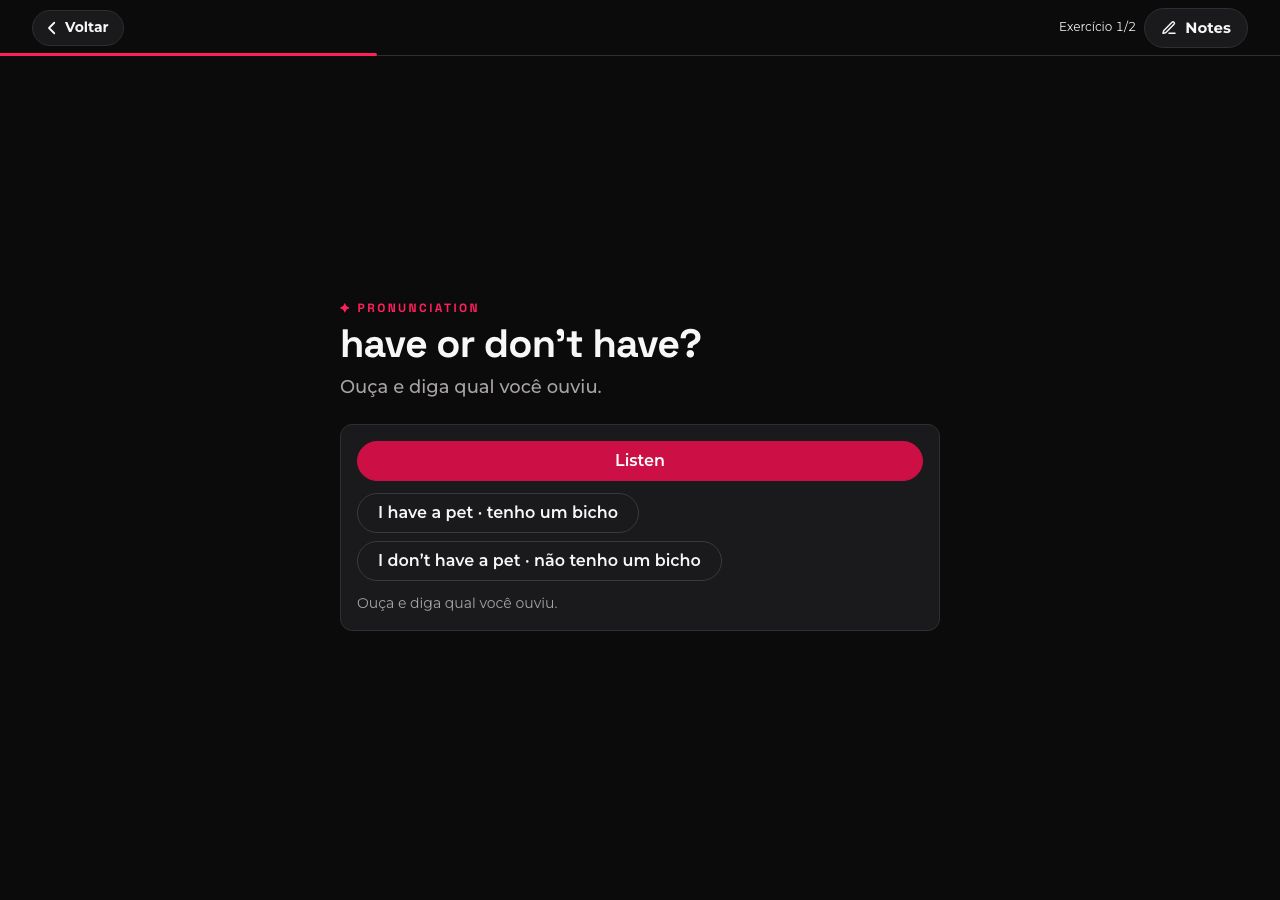 Voltar
Exercício 1/2
Notes
PRONUNCIATION
have or don’t have?
Ouça e diga qual você ouviu.
Listen
I have a pet · tenho um bicho
I don’t have a pet · não tenho um bicho
Ouça e diga qual você ouviu.